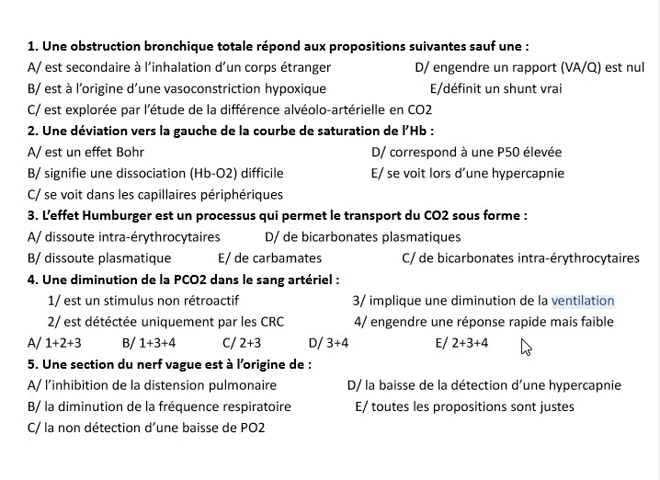 1. Une obstruction bronchique totale répond aux propositions suivantes sauf une :
A/ est secondaire à l'inhalation d'un corps étranger D/ engendre un rapport (VA/Q) est nul
B/ est à l'origine d'une vasoconstriction hypoxique E/définit un shunt vrai
C/ est explorée par l'étude de la différence alvéolo-artérielle en CO2
2. Une déviation vers la gauche de la courbe de saturation de l'Hb :
A/ est un effet Bohr D/ correspond à une P50 élevée
B/ signifie une dissociation (Hb-O2) difficile E/ se voit lors d'une hypercapnie
C/ se voit dans les capillaires périphériques
3. L'effet Humburger est un processus qui permet le transport du CO2 sous forme :
A/ dissoute intra-érythrocytaires D/ de bicarbonates plasmatiques
B/ dissoute plasmatique E/ de carbamates C/ de bicarbonates intra-érythrocytaires
4. Une diminution de la PCO2 dans le sang artériel :
1/ est un stimulus non rétroactif 3/ implique une diminution de la ventilation
2/ est détéctée uniquement par les CRC 4/ engendre une réponse rapide mais faible
A/ 1+2+3 B/ 1+3+4 C/ 2+3 D/ 3+4 E/ 2+3+4
5. Une section du nerf vague est à l'origine de :
A/ l'inhibition de la distension pulmonaire D/ la baisse de la détection d'une hypercapnie
B/ la diminution de la fréquence respiratoire E/ toutes les propositions sont justes
C/ la non détection d'une baisse de PO2